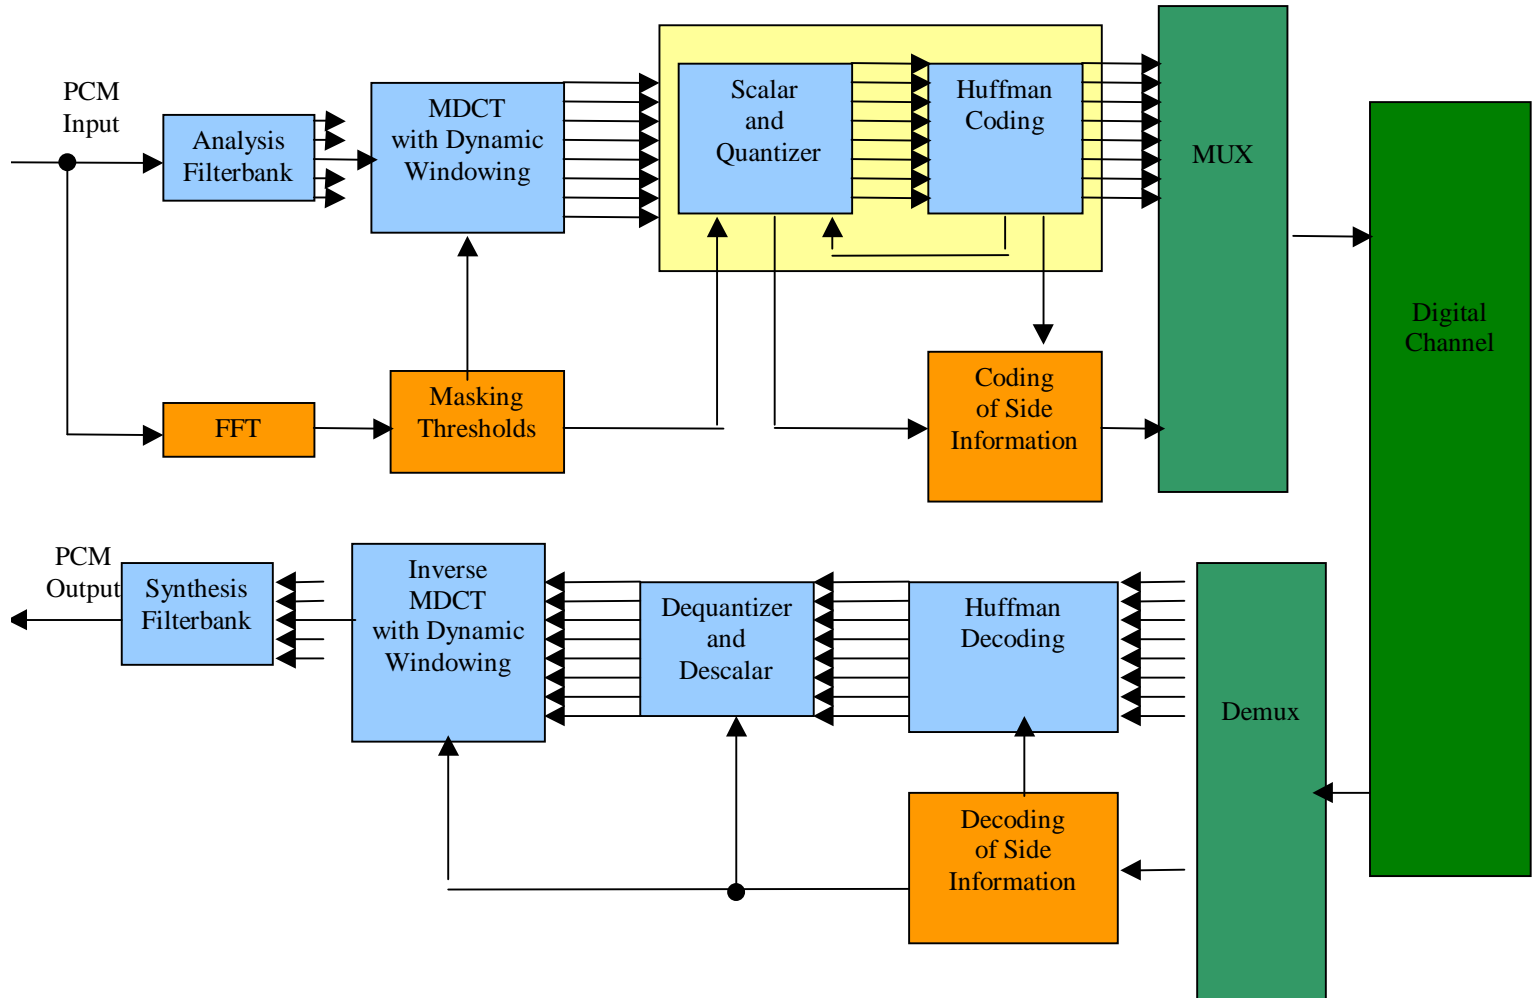 PCM
Input
Analysis
Filterbank
MDCT
with Dynamic
Windowing
Scalar
and
Quantizer
Huffman
Coding
MUX
Digital
Channel
FFT
Masking
Thresholds
Coding
of Side
Information
PCM
Output
Synthesis
Filterbank
Inverse
MDCT
with Dynamic
Windowing
Dequantizer
and
Descalar
Huffman
Decoding
Demux
Decoding
of Side
Information